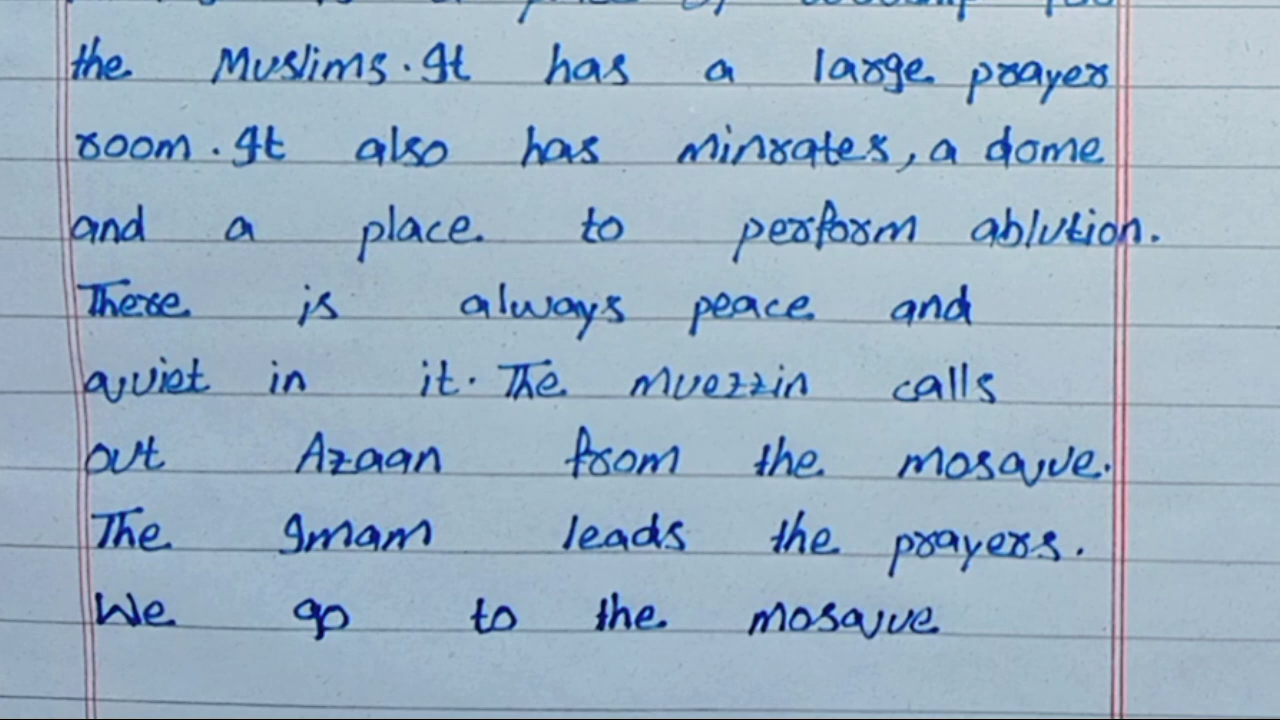 the Muslims. It has a large prayer
room. It also has minrates, a dome
and a place to perform ablution.
There is always peace and
quiet in it. The muezzin calls
out Azaan from the mosque.
The Imam leads the prayers.
We go to the mosque